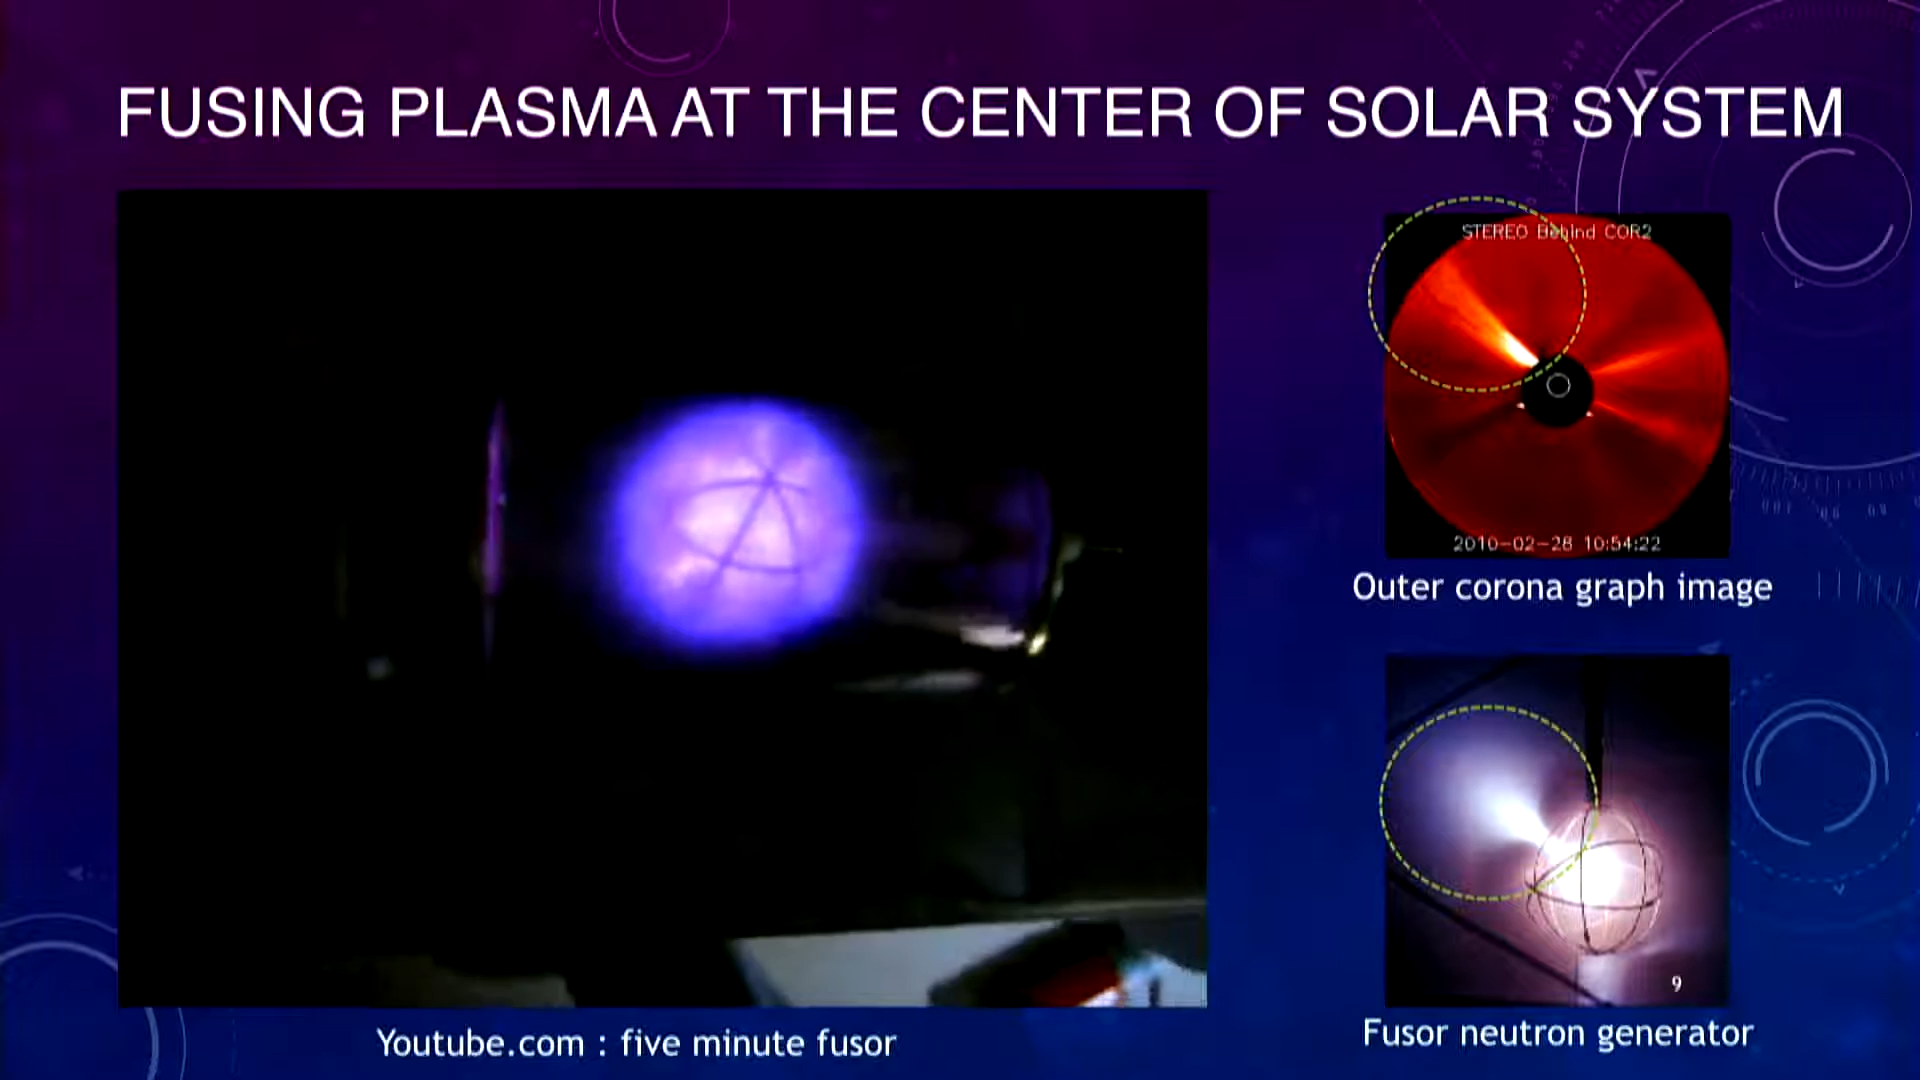 FUSING PLASMA AT THE CENTER OF SOLAR SYSTEM
STEREO Behind COR2
2010-02-28 10:54:22
Outer corona graph image
9
Youtube.com : five minute fusor
Fusor neutron generator